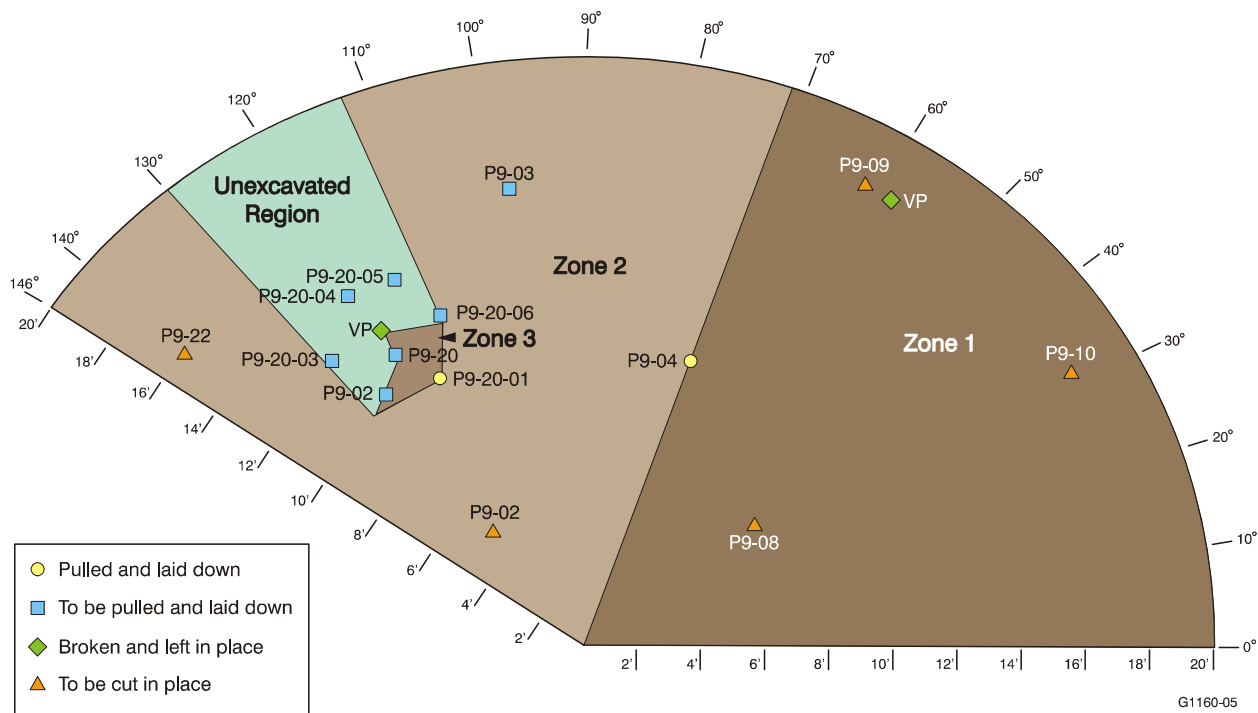 90°
100°
80°
110°
70°
120°
60°
130°
50°
140°
40°
146°
30°
20°
10°
0°
20'
18'
16'
14'
12'
10'
8'
6'
4'
2'
2'
4'
6'
8'
10'
12'
14'
16'
18'
20'
Unexcavated
Region
P9-03
P9-09
VP
Zone 2
P9-20-05
P9-20-04
P9-20-06
VP
Zone 3
Zone 1
P9-22
P9-20-03
P9-20
P9-04
P9-10
P9-20-01
P9-02
P9-02
P9-08
Pulled and laid down
To be pulled and laid down
Broken and left in place
To be cut in place
G1160-05